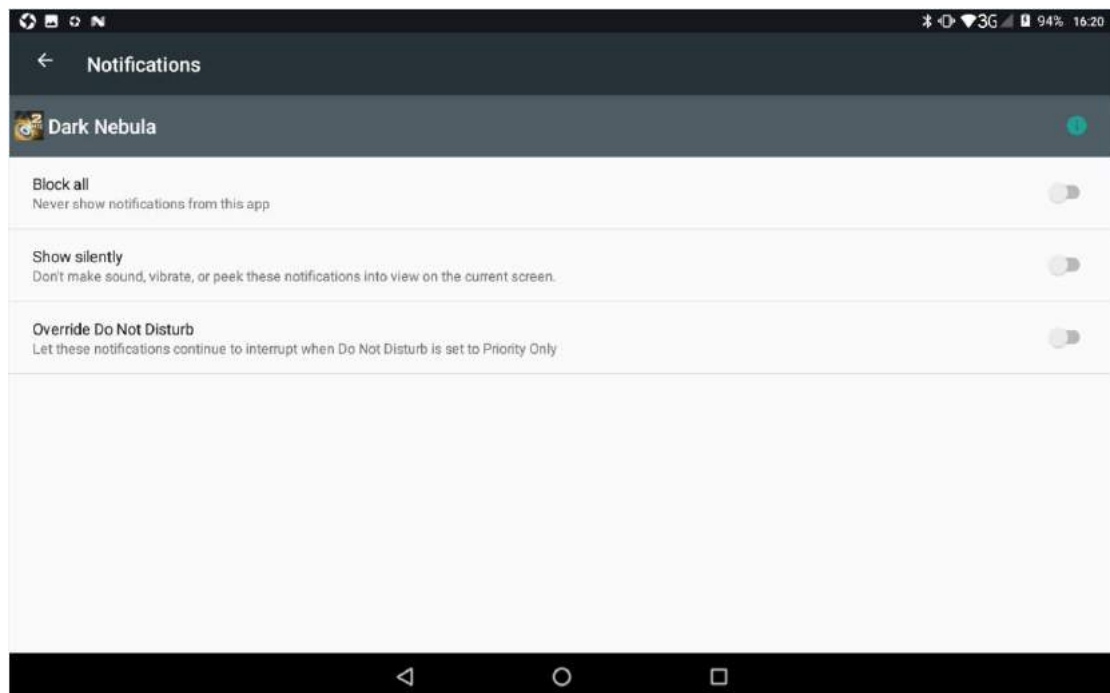 3G 94% 16:20
Notifications
Dark Nebula
Block all
Never show notifications from this app
Show silently
Don't make sound, vibrate, or peek these notifications into view on the current screen.
Override Do Not Disturb
Let these notifications continue to interrupt when Do Not Disturb is set to Priority Only